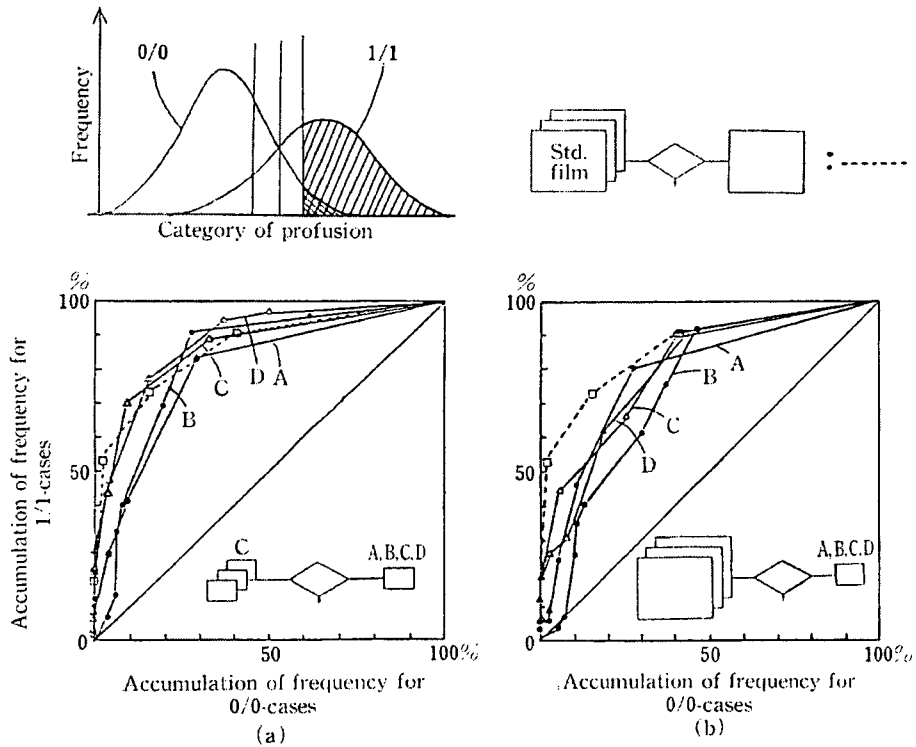 0/0
1/1
Frequency
Category of profusion
Std.
film
%
100
50
0
50
100%
Accumulation of frequency for
1/1-cases
A
D
C
B
C
A,B,C,D
Accumulation of frequency for
0/0-cases
(a)
%
100
50
0
50
100%
A
B
C
D
A,B,C,D
Accumulation of frequency for
0/0-cases
(b)